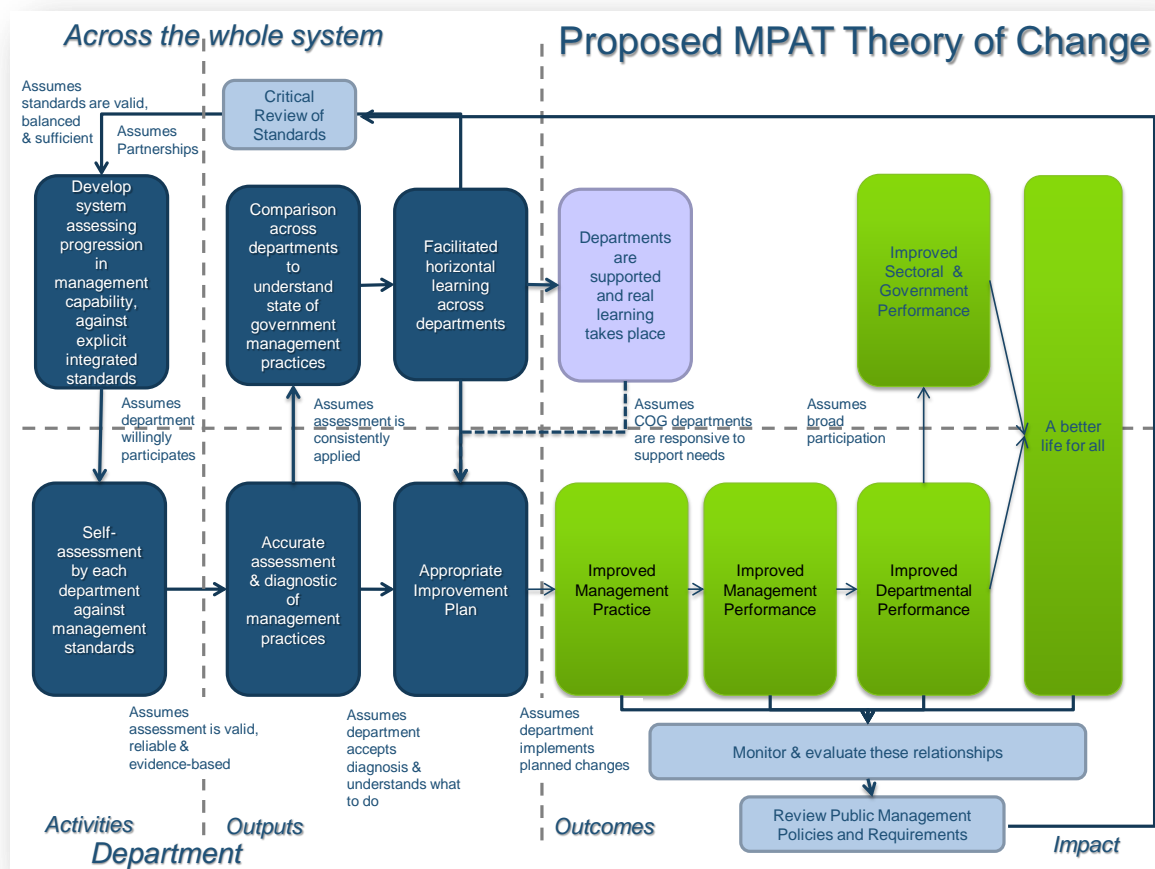 Across the whole system
Proposed MPAT Theory of Change
Assumes
standards are valid,
balanced
& sufficient
Assumes
Partnerships
Critical
Review of
Standards
Develop
system
assessing
progression
in
management
capability,
against
explicit
integrated
standards
Comparison
across
departments
to
understand
state of
government
management
practices
Facilitated
horizontal
learning
across
departments
Departments
are
supported
and real
learning
takes place
Improved
Sectoral &
Government
Performance
A better
life for all
Assumes
department
willingly
participates
Assumes
assessment is
consistently
applied
Assumes
COG departments
are responsive to
support needs
Assumes
broad
participation
Self-
assessment
by each
department
against
management
standards
Accurate
assessment
& diagnostic
of
management
practices
Appropriate
Improvement
Plan
Improved
Management
Practice
Improved
Management
Performance
Improved
Departmental
Performance
Assumes
assessment is valid,
reliable &
evidence-based
Assumes
department
accepts
diagnosis &
understands what
to do
Assumes
department
implements
planned changes
Monitor & evaluate these relationships
Review Public Management
Policies and Requirements
Activities
Outputs
Outcomes
Impact
Department